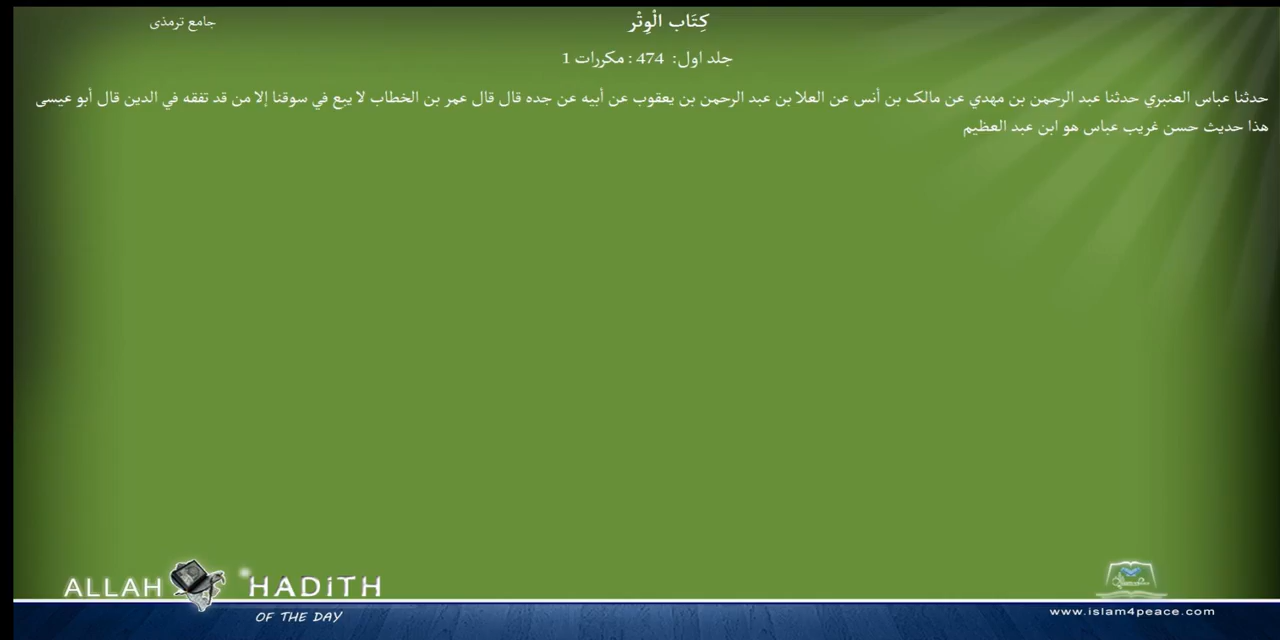 جامع ترمذی
كِتَاب الْوِتْرِ
جلد اول: 474 : مکررات 1
حدثنا عباس العنبري حدثنا عبد الرحمن بن مهدي عن مالک بن أنس عن العلا بن عبد الرحمن بن يعقوب عن أبيه عن جده قال قال عمر بن الخطاب لا يبع في سوقنا إلا من قد تفقه في الدين قال أبو عيسى
هذا حديث حسن غريب عباس هو ابن عبد العظيم
ALLAH HADITH
OF THE DAY
www.islam4peace.com